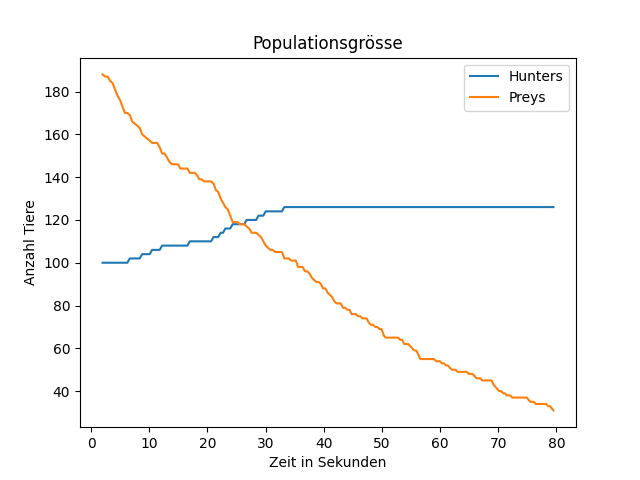 Populationsgrösse
Hunters
Preys
180
160
140
120
100
80
60
40
Anzahl Tiere
0 10 20 30 40 50 60 70 80
Zeit in Sekunden